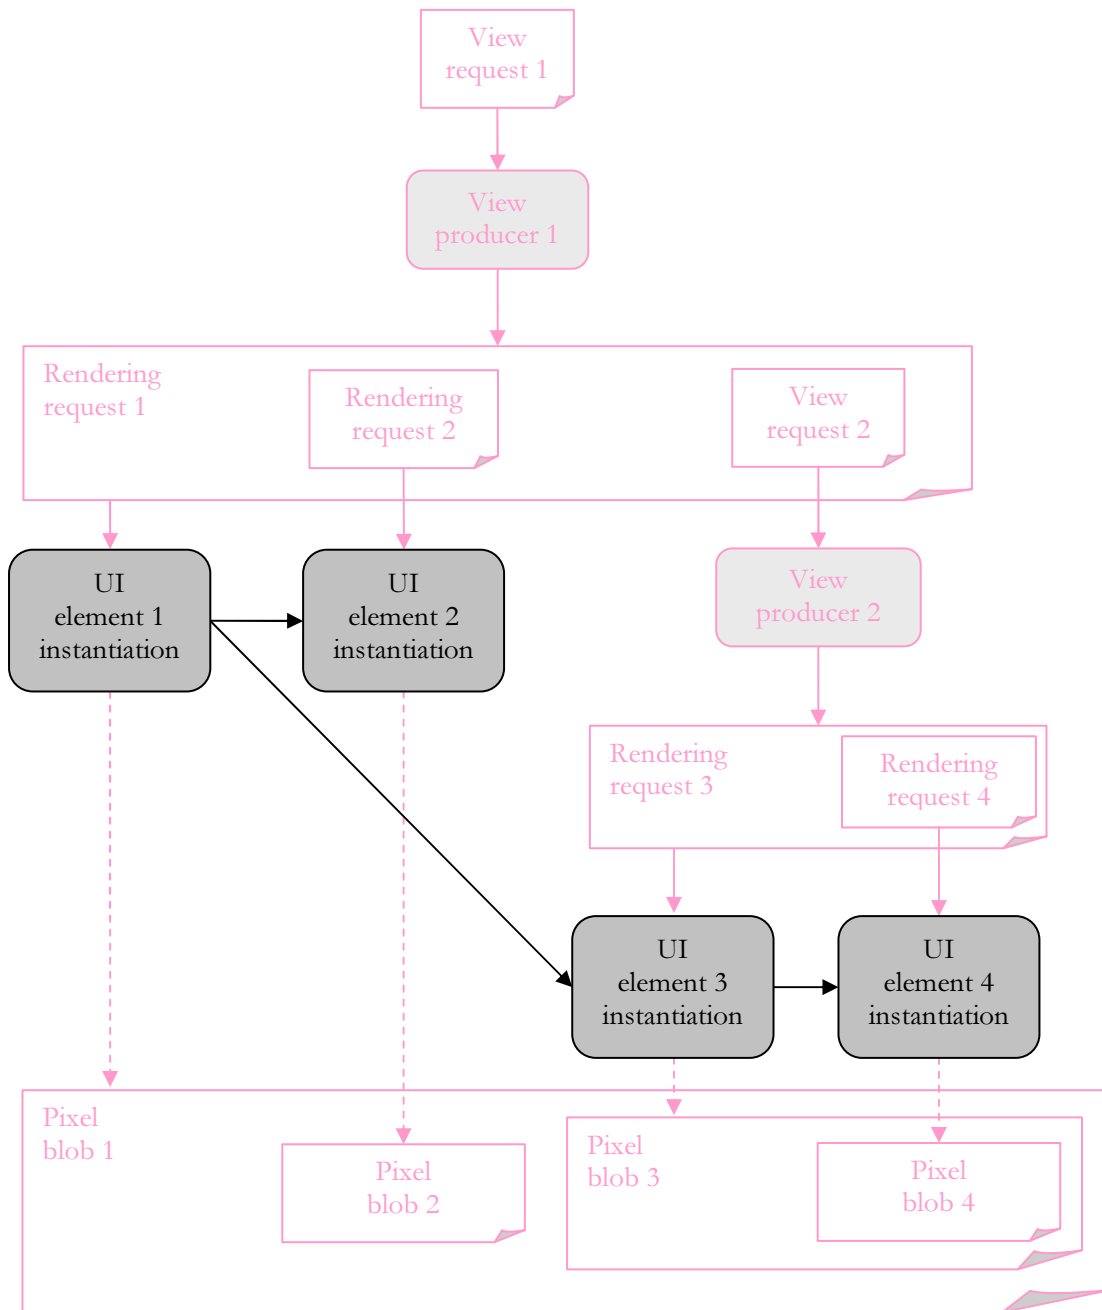 View
request 1
View
producer 1
Rendering
request 1
Rendering
request 2
View
request 2
UI
element 1
instantiation
UI
element 2
instantiation
View
producer 2
Rendering
request 3
Rendering
request 4
UI
element 3
instantiation
UI
element 4
instantiation
Pixel
blob 1
Pixel
blob 2
Pixel
blob 3
Pixel
blob 4